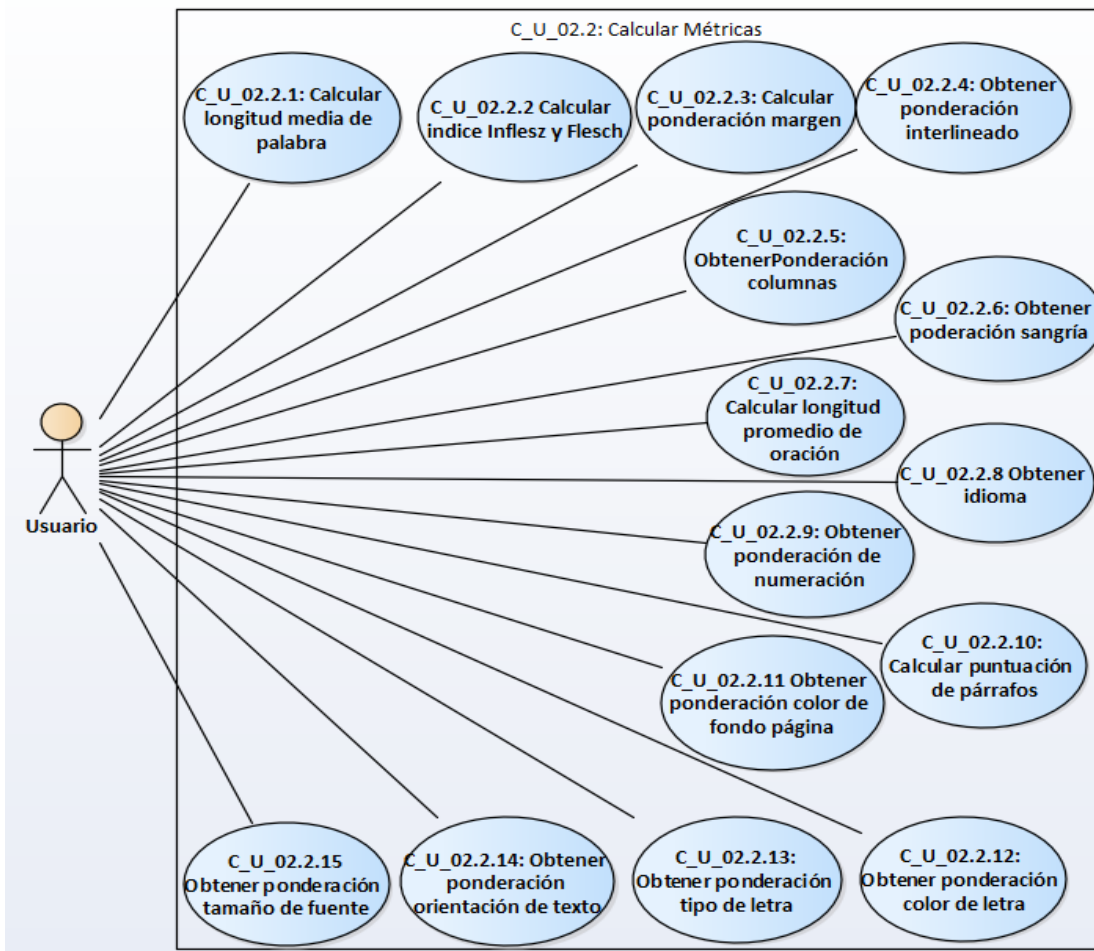 C_U_02.2: Calcular Métricas
C_U_02.2.1: Calcular
longitud media de
palabra
C_U_02.2.2 Calcular
indice Inflesz y Flesch
C_U_02.2.3: Calcular
ponderación margen
C_U_02.2.4: Obtener
ponderación
interlineado
C_U_02.2.5:
ObtenerPonderación
columnas
C_U_02.2.6: Obtener
poderación sangría
C_U_02.2.7:
Calcular longitud
promedio de
oración
C_U_02.2.8 Obtener
idioma
Usuario
C_U_02.2.9: Obtener
ponderación de
numeración
C_U_02.2.10:
Calcular puntuación
de párrafos
C_U_02.2.11 Obtener
ponderación color de
fondo página
C_U_02.2.15
Obtener ponderación
tamaño de fuente
C_U_02.2.14: Obtener
ponderación
orientación de texto
C_U_02.2.13:
Obtener ponderación
tipo de letra
C_U_02.2.12:
Obtener ponderación
color de letra